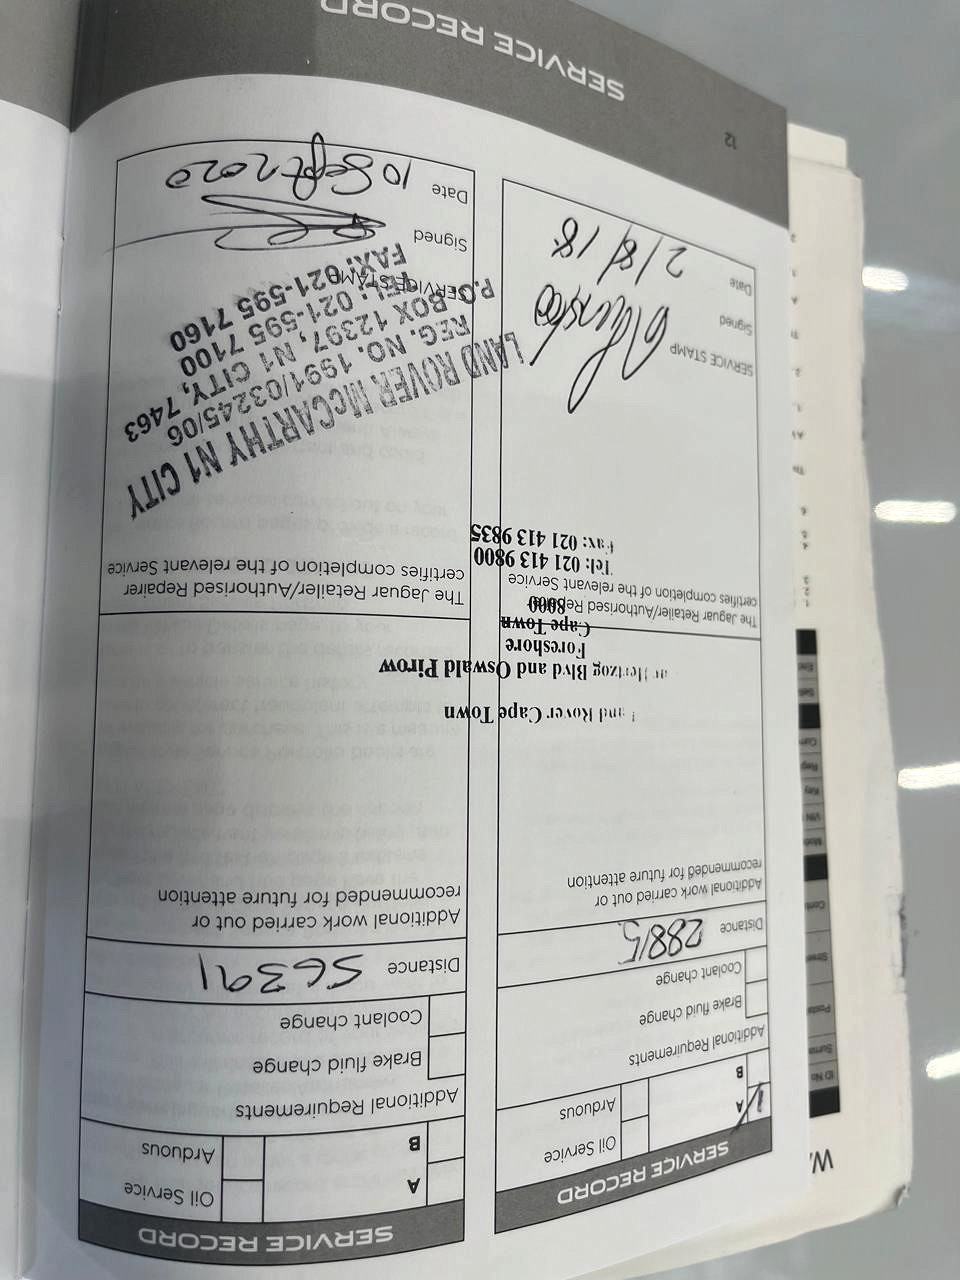 SERVICE RECORD
A
B
Oil Service
Arduous
Additional Requirements
Brake fluid change
Coolant change
Distance 28815
Additional work carried out or
recommended for future attention
Land Rover Cape Town
Hertzog Blvd and Oswald Pirow
Foreshore
Cape Town
8000
The Jaguar Retailer/Authorised
certifies completion of the relevant Service
Tel: 021 413 9800
Fax: 021 413 9835
SERVICE STAMP
Signed
Date 2/8/18
SERVICE RECORD
A
B
Oil Service
Arduous
Additional Requirements
Brake fluid change
Coolant change
Distance 56391
Additional work carried out or
recommended for future attention
The Jaguar Retailer/Authorised Repairer
certifies completion of the relevant Service
LAND ROVER McCARTHY N1 CITY
REG. NO. 1991/03245/06
P.O. BOX 12397, N1 CITY, 7463
TEL: 021-595 7100
FAX: 021-595 7160
SERVICE STAMP
Signed
Date 10 Sept 2020
12
SERVICE RECORD